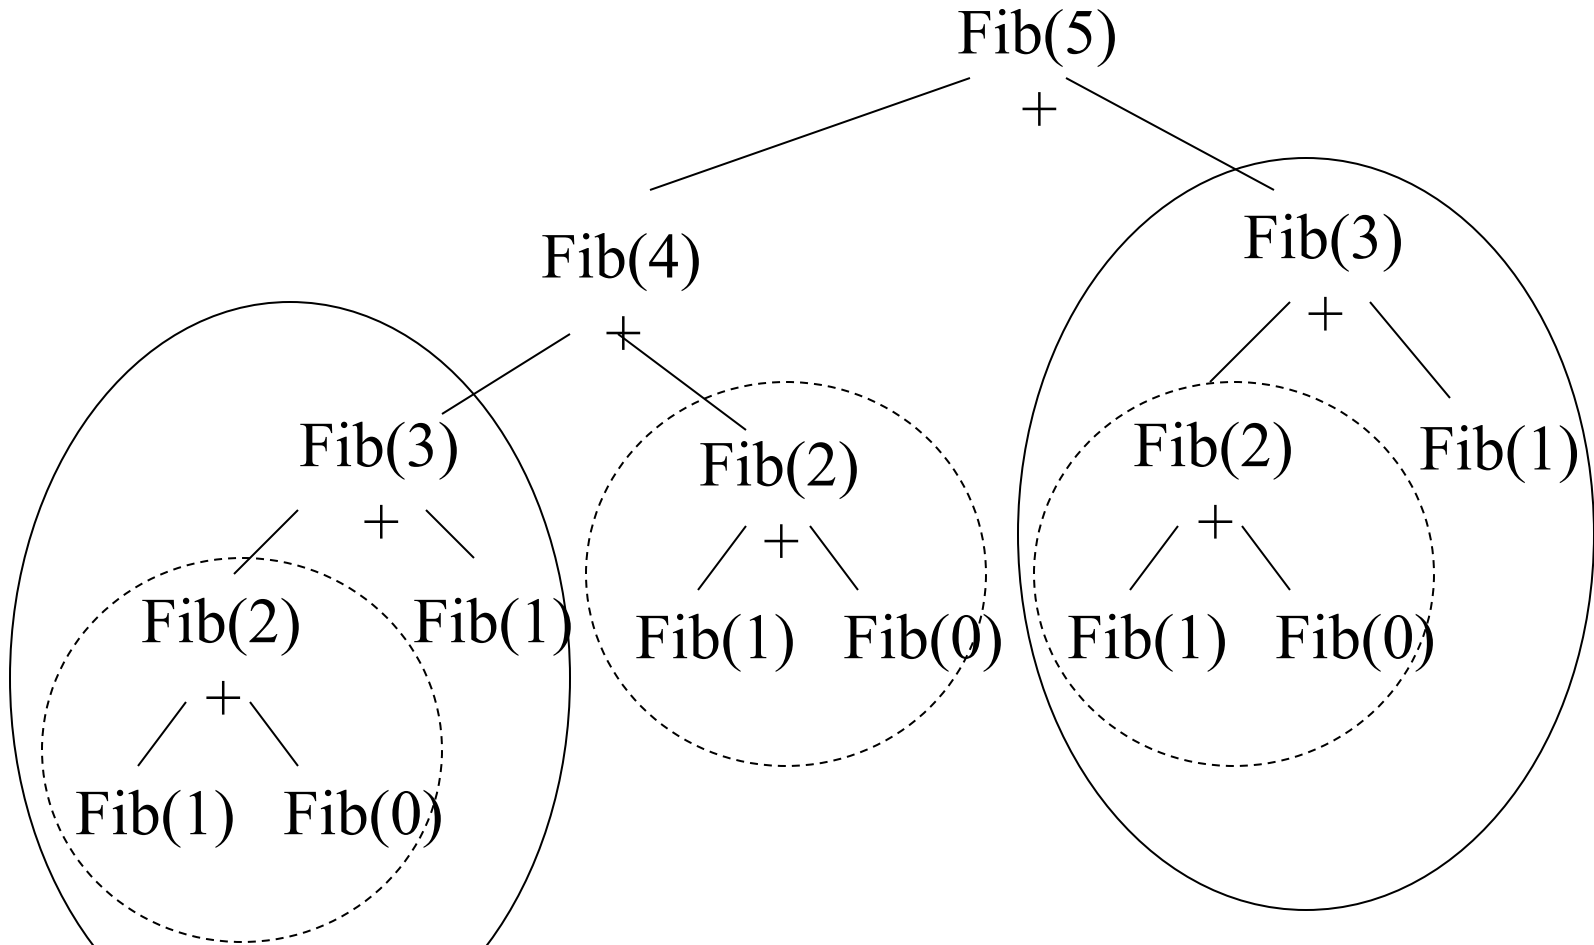 Fib(5)
+
Fib(4)
Fib(3)
+
+
Fib(3)
Fib(2)
Fib(2)
Fib(1)
+
+
+
Fib(2)
Fib(1)
Fib(1)
Fib(0)
Fib(1)
Fib(0)
+
Fib(1)
Fib(0)